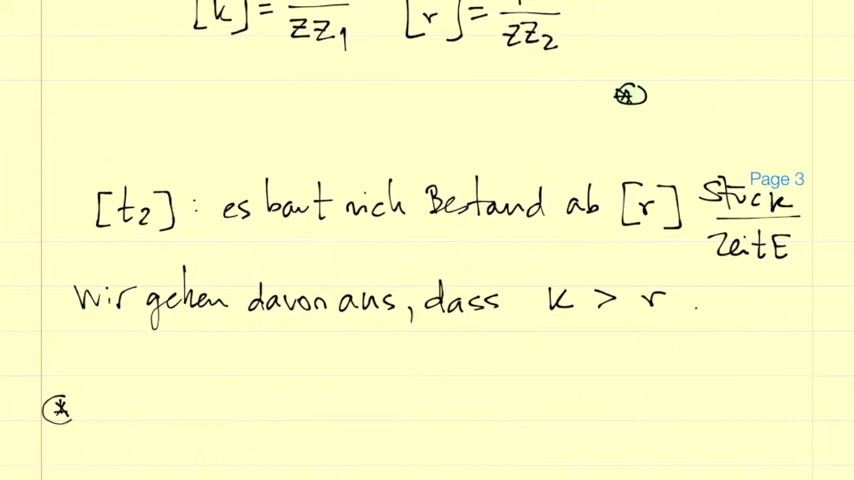 [k] = ZZ1 [r] = ZZ2
Page 3
[t2] : es baut sich Bestand ab [r] Stück
ZeitE
Wir gehen davon aus, dass k > r .